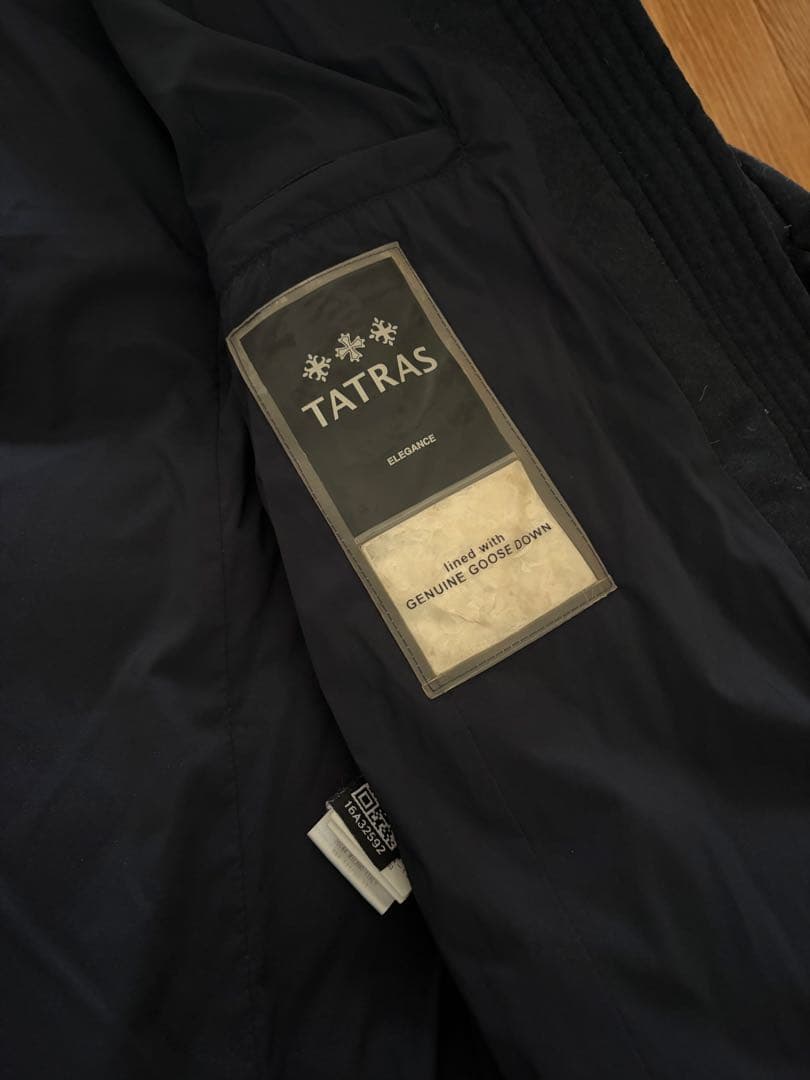 TATRAS
ELEGANCE
lined with
GENUINE GOOSE DOWN
16A32592